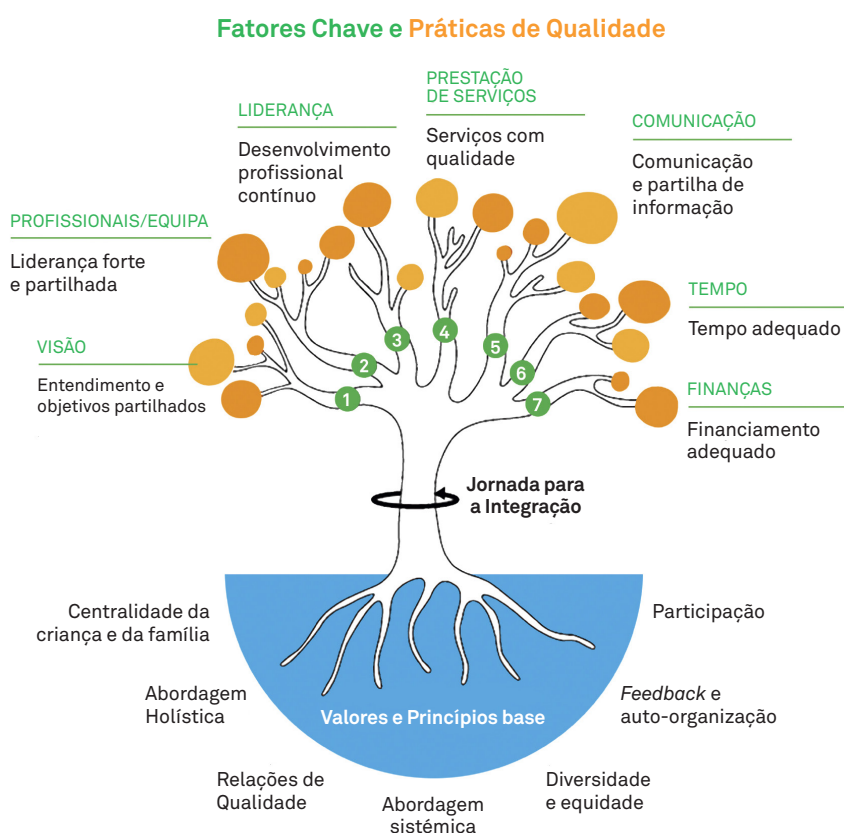 Fatores Chave e Práticas de Qualidade
PRESTAÇÃO
DE SERVIÇOS
Serviços com
qualidade
LIDERANÇA
Desenvolvimento
profissional
contínuo
COMUNICAÇÃO
Comunicação
e partilha de
informação
PROFISSIONAIS/EQUIPA
Liderança forte
e partilhada
TEMPO
Tempo adequado
VISÃO
Entendimento e
objetivos partilhados
FINANÇAS
Financiamento
adequado
1
2
3
4
5
6
7
Jornada para
a Integração
Centralidade da
criança e da família
Participação
Abordagem
Holística
Valores e Princípios base
Feedback e
auto-organização
Relações de
Qualidade
Abordagem
sistémica
Diversidade
e equidade